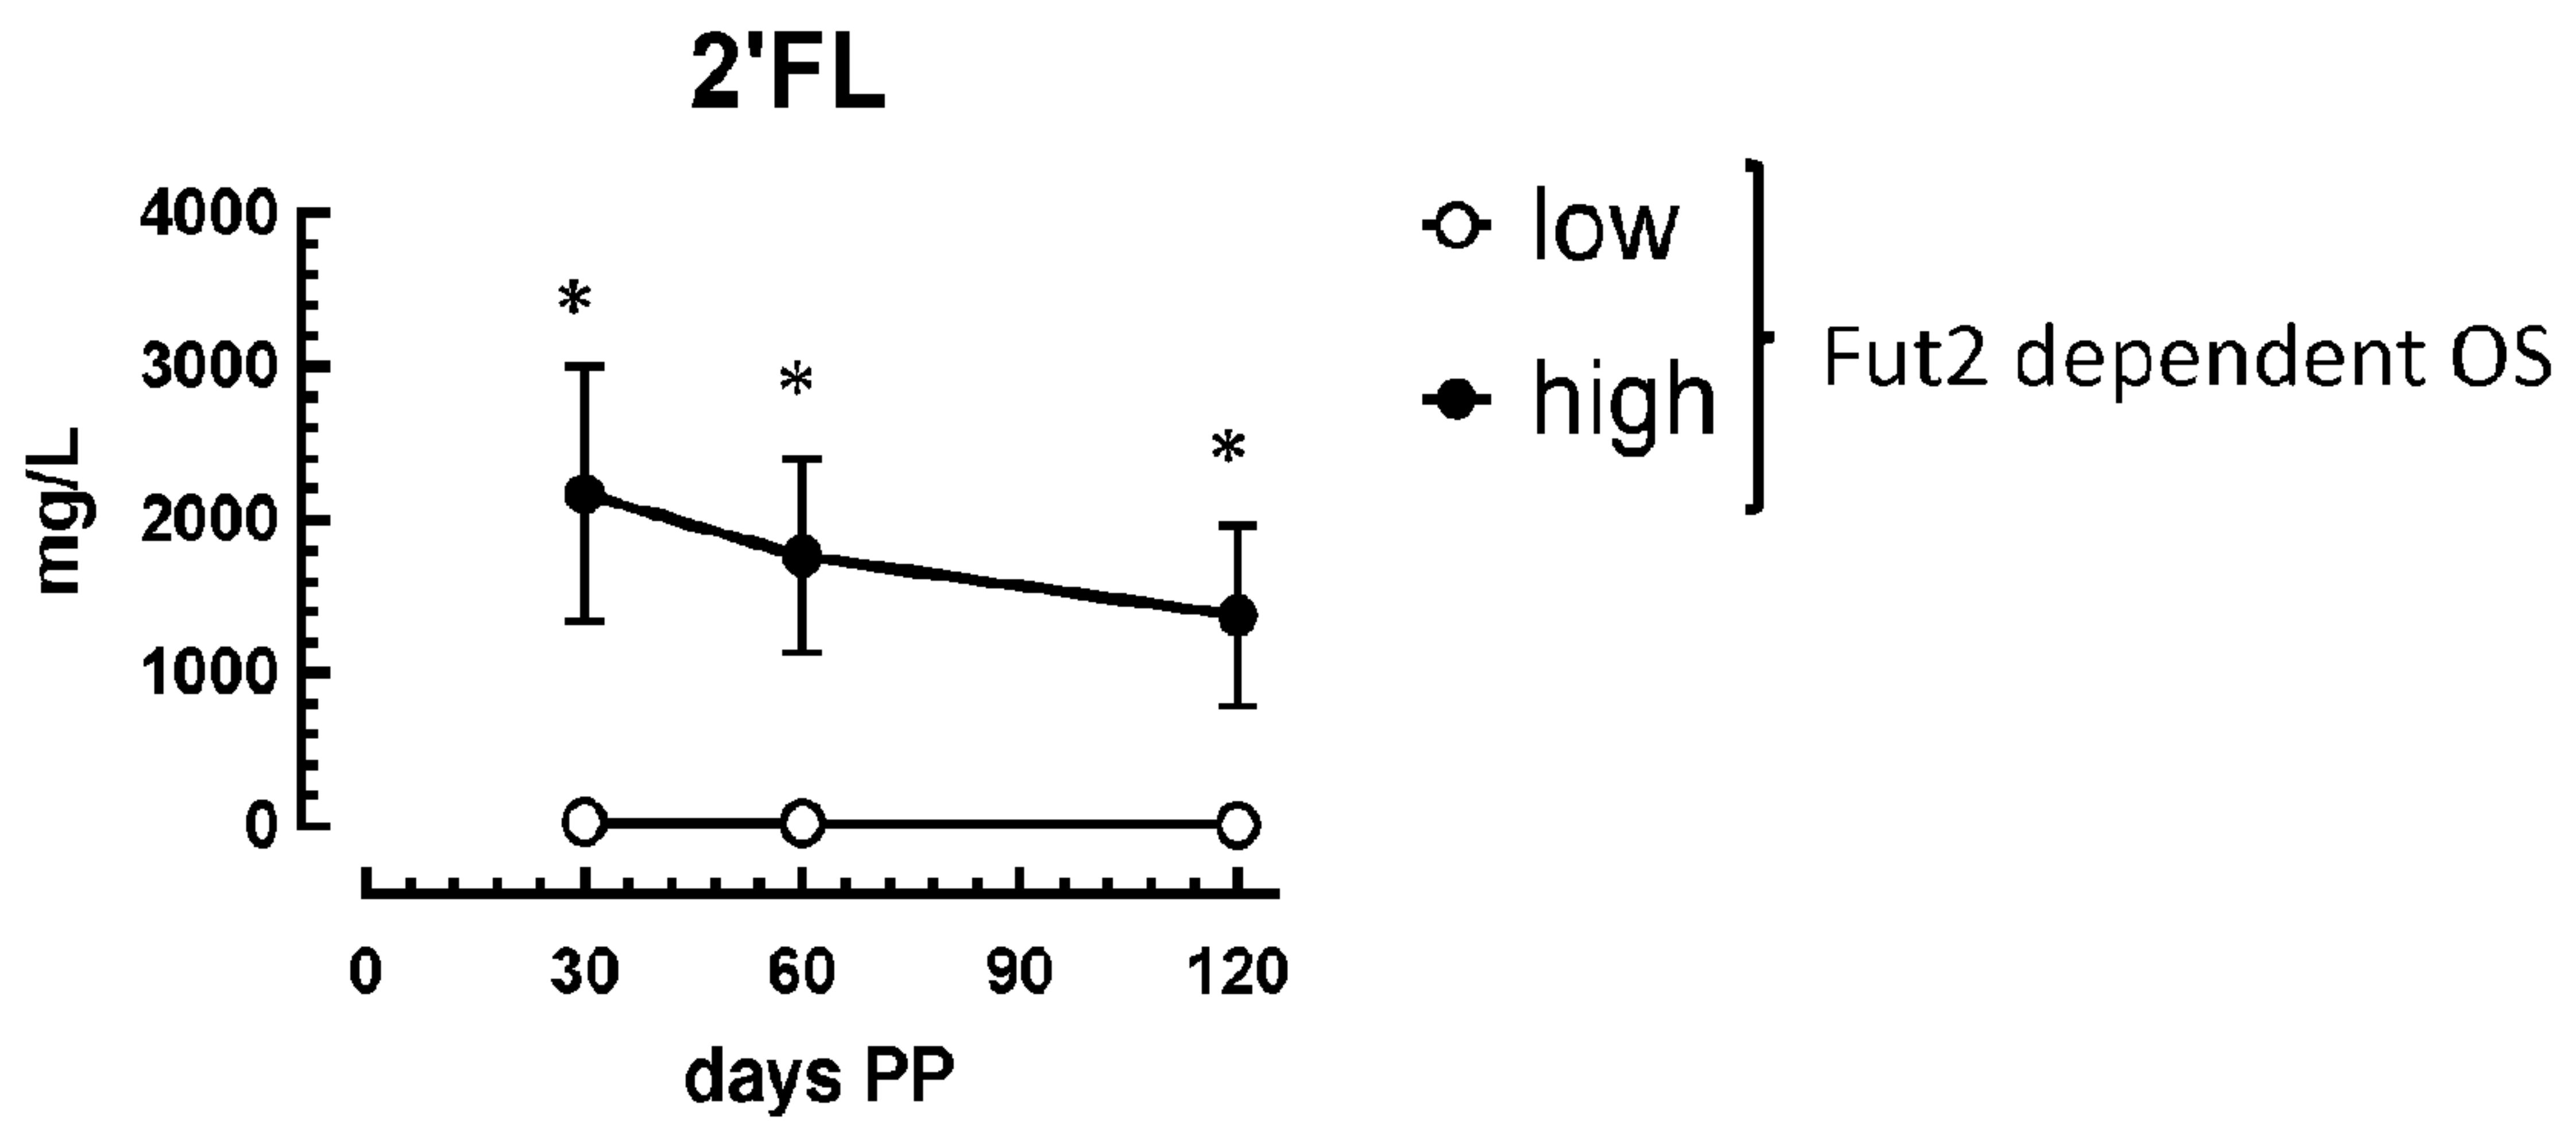 2'FL
4000
3000
2000
1000
0
mg/L
*
*
*
0 30 60 90 120
days PP
low
high
Fut2 dependent OS